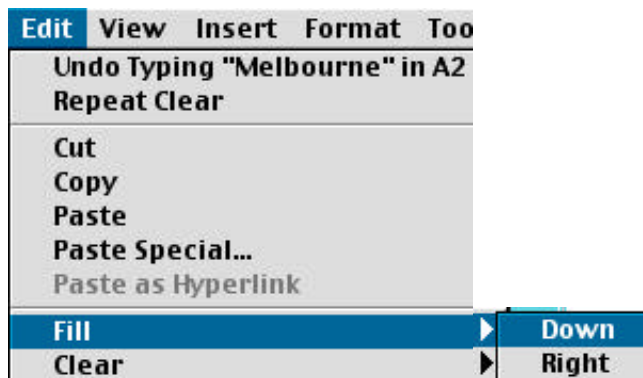 Edit View Insert Format Too
Undo Typing "Melbourne" in A2
Repeat Clear
Cut
Copy
Paste
Paste Special...
Paste as Hyperlink
Fill Down
Clear Right